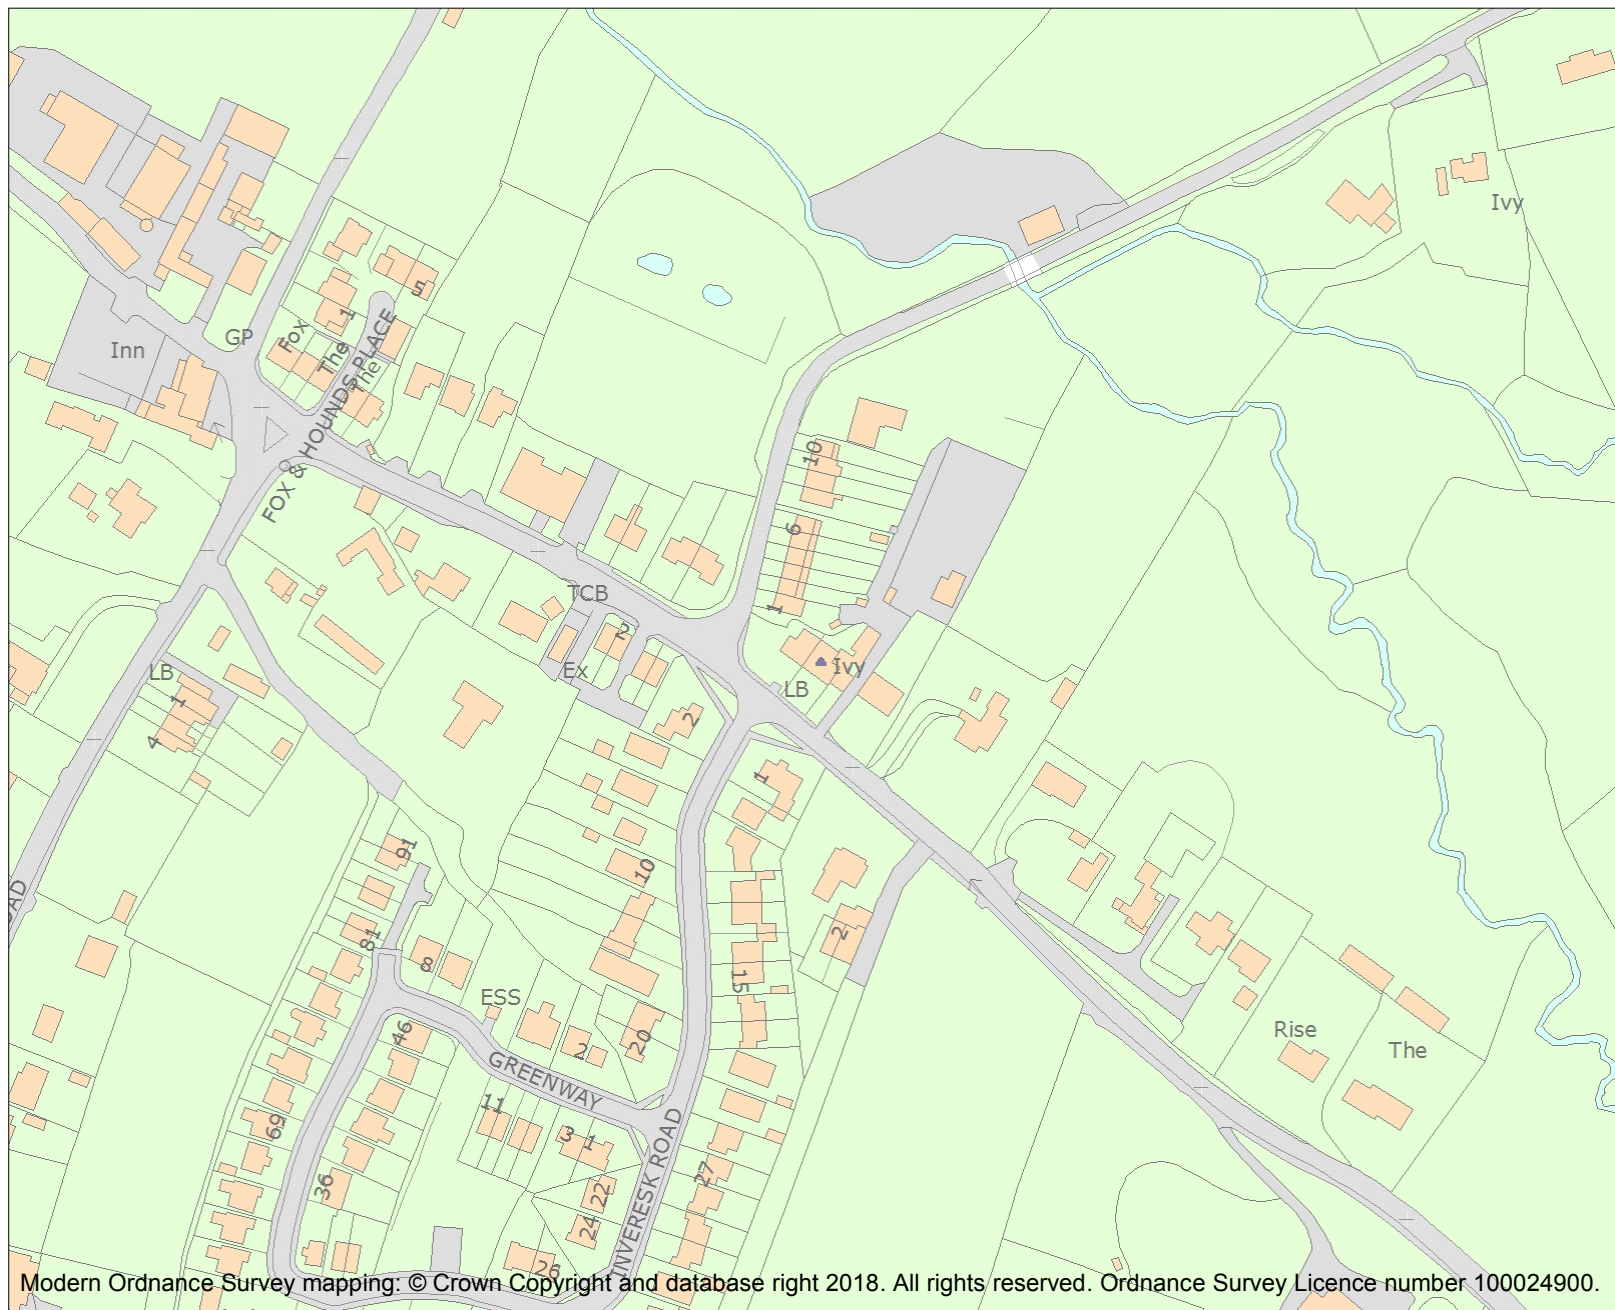 Ivy
Inn
GP
Fox
1
The
The
5
FOX & HOUNDS PLACE
10
6
1
TCB
2
Ex
Ivy
LB
LB
1
4
2
1
10
2
15
91
81
8
ESS
46
2
20
GREENWAY
11
3
1
69
36
22
24
26
27
INVERESK ROAD
OAD
Rise
The
Modern Ordnance Survey mapping: © Crown Copyright and database right 2018. All rights reserved. Ordnance Survey Licence number 100024900.